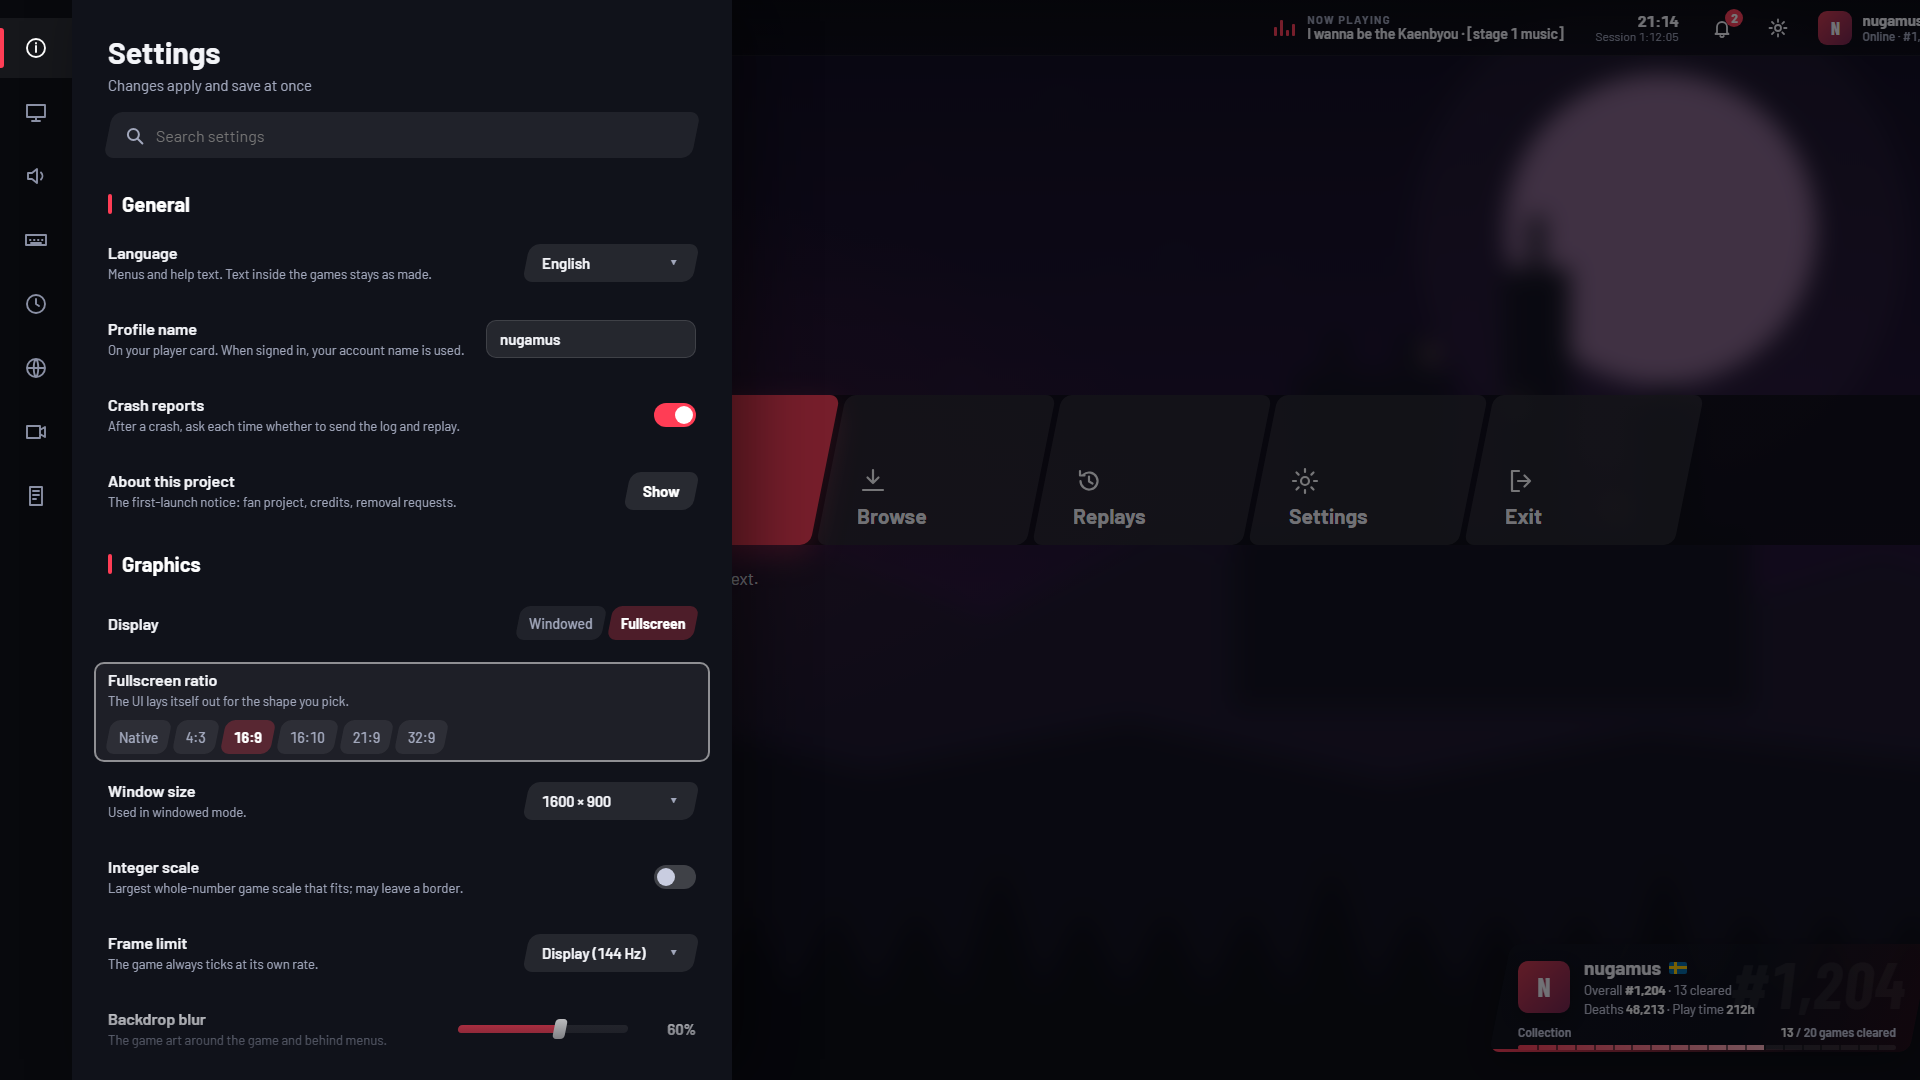 Settings
Changes apply and save at once
Search settings
General
Language
Menus and help text. Text inside the games stays as made.
English
Profile name
On your player card. When signed in, your account name is used.
nugamus
Crash reports
After a crash, ask each time whether to send the log and replay.
About this project
The first-launch notice: fan project, credits, removal requests.
Show
Graphics
Display
Windowed
Fullscreen
Fullscreen ratio
The UI lays itself out for the shape you pick.
Native
4:3
16:9
16:10
21:9
32:9
Window size
Used in windowed mode.
1600 × 900
Integer scale
Largest whole-number game scale that fits; may leave a border.
Frame limit
The game always ticks at its own rate.
Display (144 Hz)
Backdrop blur
The game art around the game and behind menus.
60%
NOW PLAYING
I wanna be the Kaenbyou · [stage 1 music]
21:14
Session 1:12:05
2
N
nugamus
Online · #1,
Browse
Replays
Settings
Exit
ext.
N
nugamus
#1,204
Overall #1,204 · 13 cleared
Deaths 46,213 · Play time 212h
Collection
13 / 20 games cleared